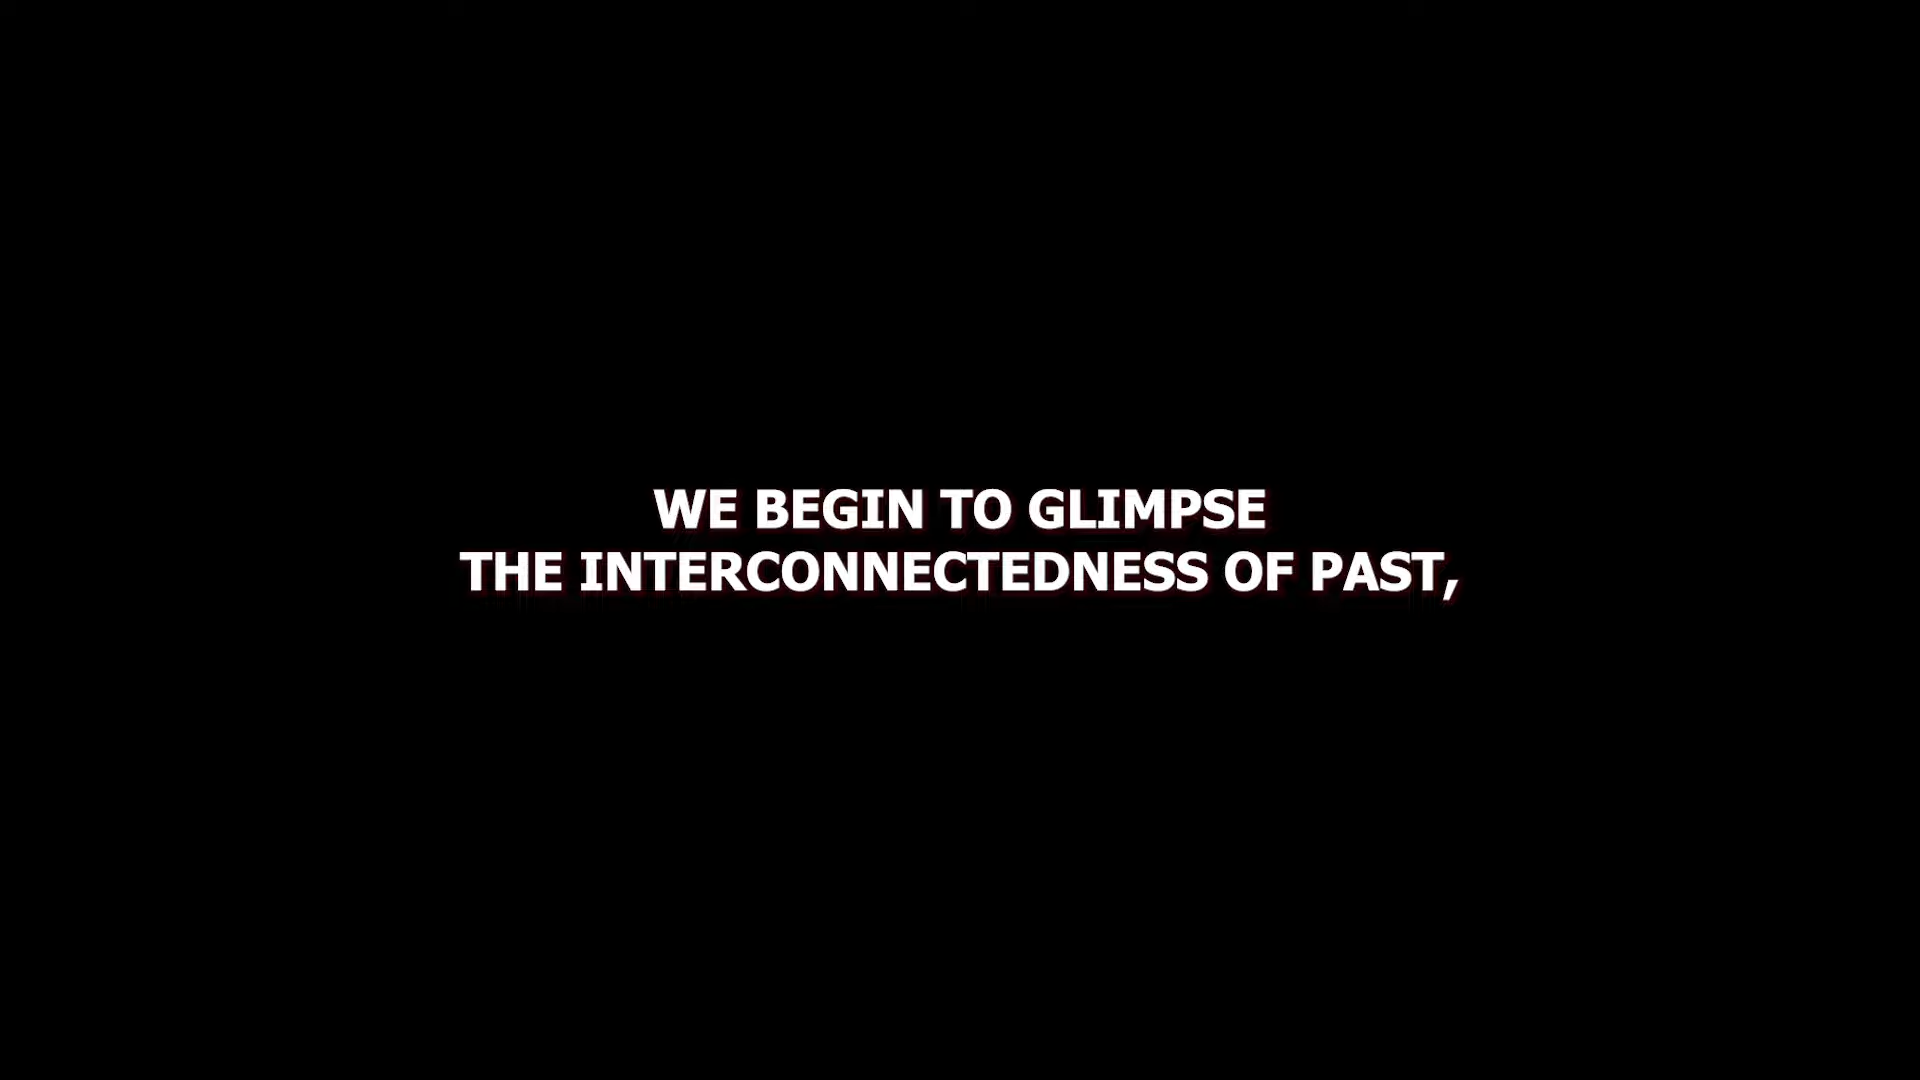 WE BEGIN TO GLIMPSE
THE INTERCONNECTEDNESS OF PAST,